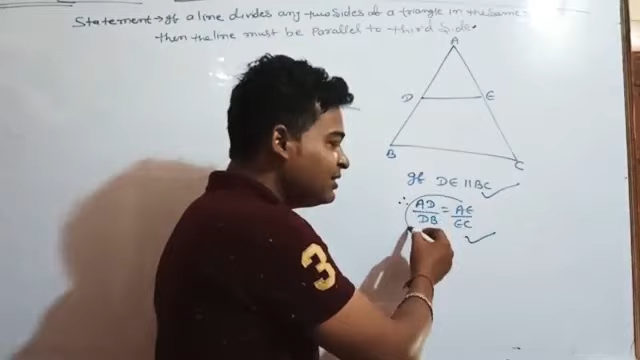 Statement → If a line divides any two sides of a triangle in the same
then the line must be Parallel to third side.
A
D E
B C
If DE || BC
∴ AD/DB = AE/EC
3